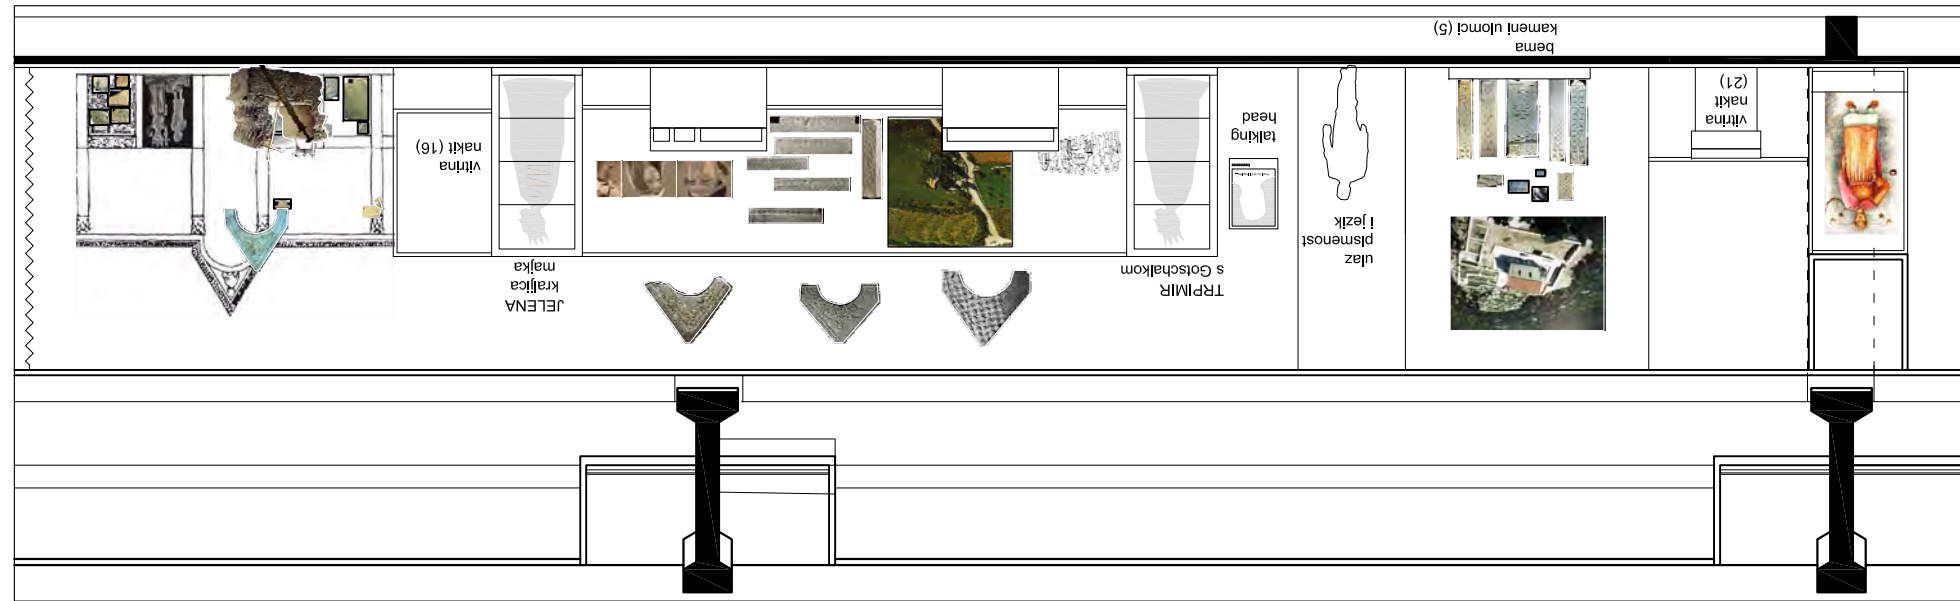 vitrina
nakit
(21)
bema
kameni ulomci (5)
ulaz
pismenost
i jezik
talking
head
TRPIMIR
s Gotschalkom
JELENA
kraljica
majka
vitrina
nakit (16)